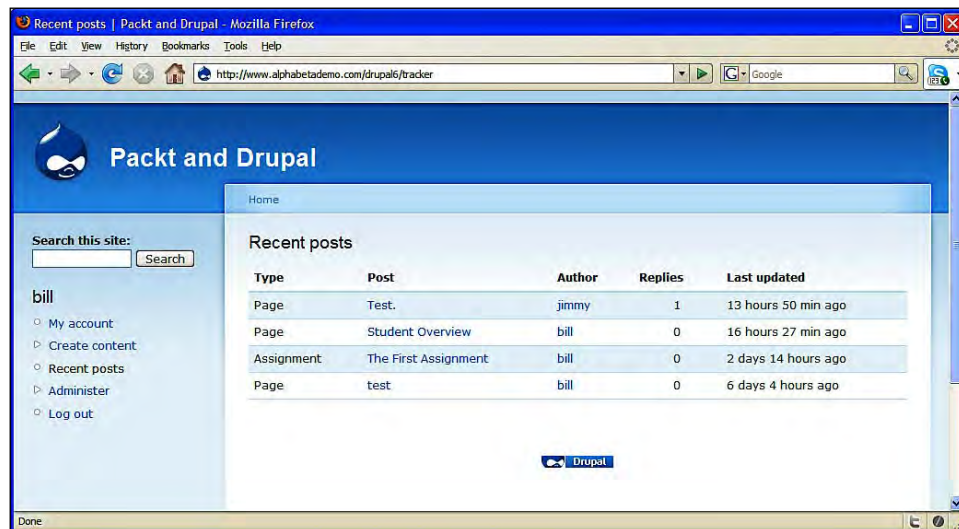 Recent posts | Packt and Drupal - Mozilla Firefox
File Edit View History Bookmarks Tools Help
http://www.alphabetademo.com/drupal6/tracker
G Google
Packt and Drupal
Home
Search this site:
Search
bill
My account
Create content
Recent posts
Administer
Log out
Recent posts
Type Post Author Replies Last updated
Page Test. jimmy 1 13 hours 50 min ago
Page Student Overview bill 0 16 hours 27 min ago
Assignment The First Assignment bill 0 2 days 14 hours ago
Page test bill 0 6 days 4 hours ago
Drupal
Done